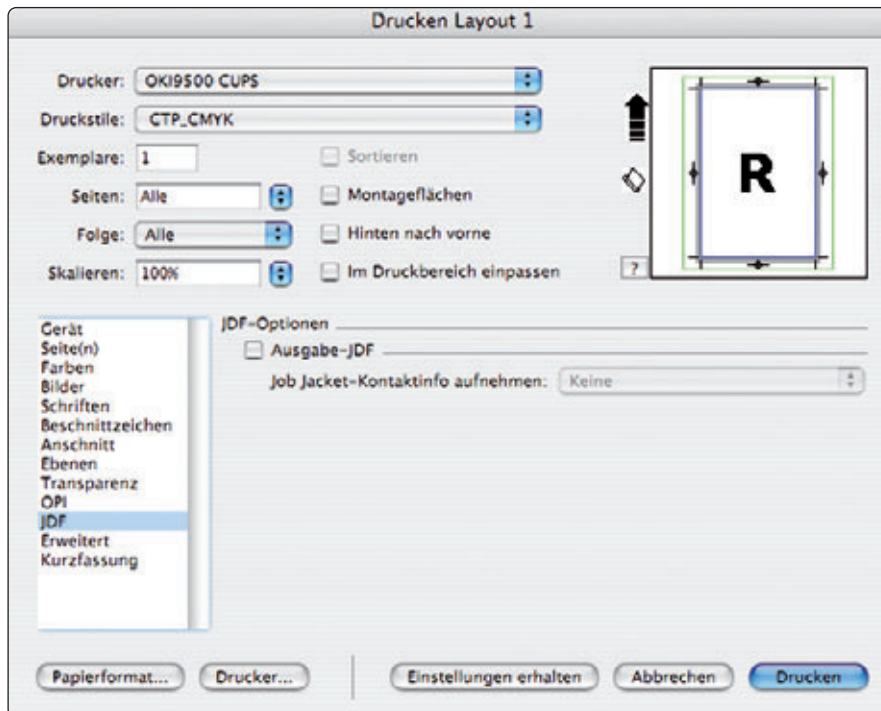 Drucken Layout 1
Drucker: OKI9500 CUPS
Druckstile: CTP_CMYK
Exemplare: 1 Sortieren
Seiten: Alle Montageflächen
Folge: Alle Hinten nach vorne
Skalieren: 100% Im Druckbereich einpassen
R
?
Gerät
Seite(n)
Farben
Bilder
Schriften
Beschnittzeichen
Anschnitt
Ebenen
Transparenz
OPI
JDF
Erweitert
Kurzfassung
JDF-Optionen
Ausgabe-JDF
Job Jacket-Kontaktinfo aufnehmen: Keine
Papierformat... Drucker... Einstellungen erhalten Abbrechen Drucken